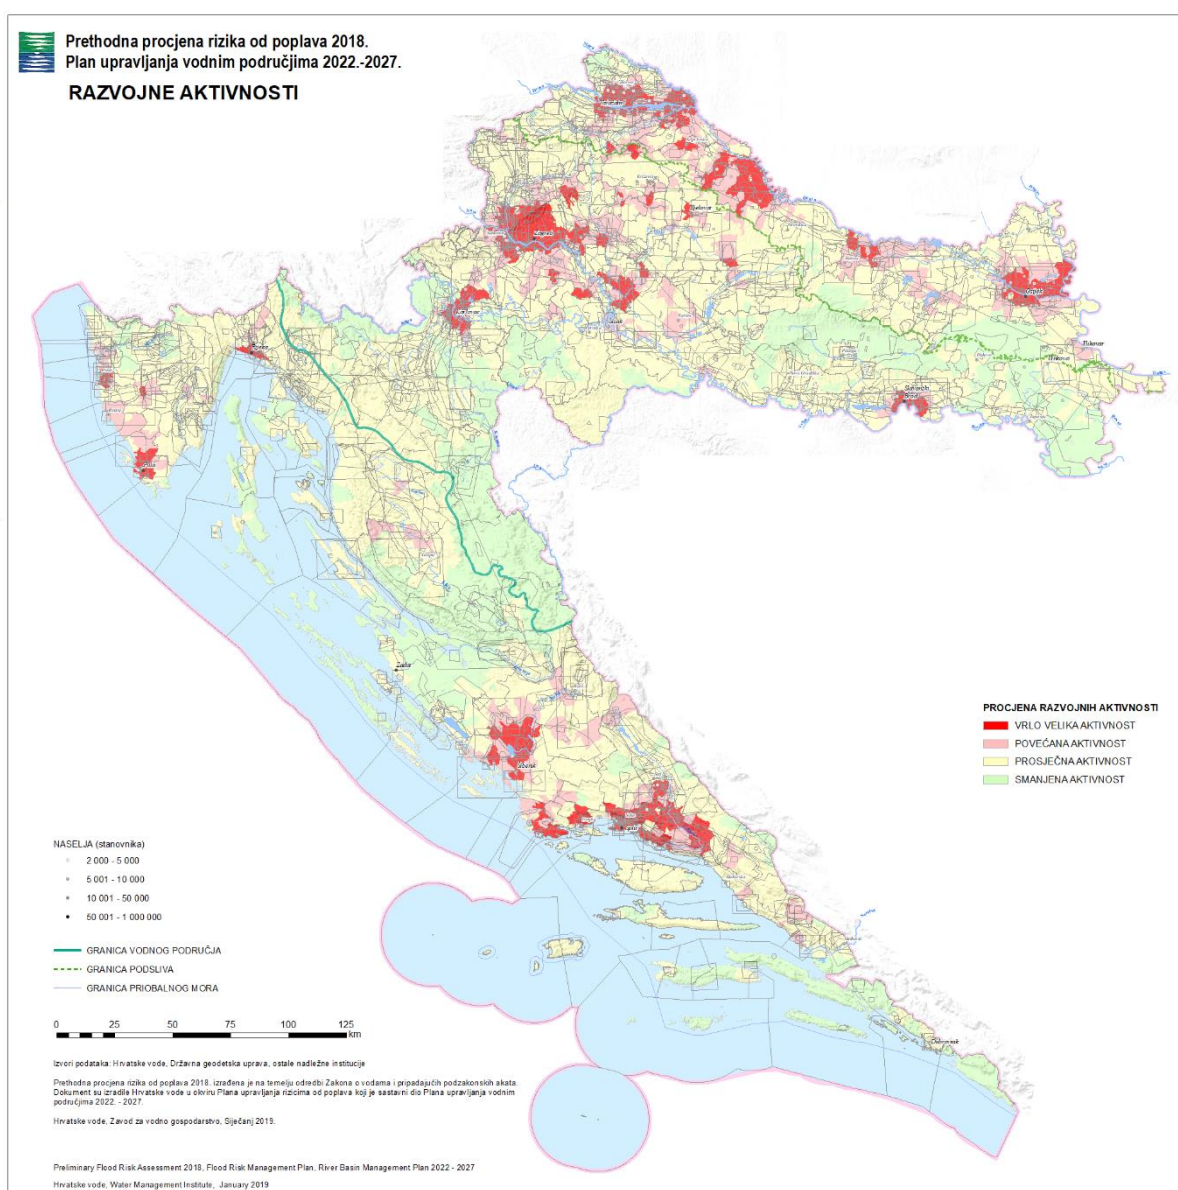 Prethodna procjena rizika od poplava 2018.
Plan upravljanja vodnim područjima 2022.-2027.
RAZVOJNE AKTIVNOSTI
Zagreb
Bjelovar
Karlovac
Sisak
Osijek
Vukovar
Vinkovci
Slavonski
Brod
Rijeka
Pula
Zadar
Šibenik
Split
Dubrovnik
PROCJENA RAZVOJNIH AKTIVNOSTI
VRLO VELIKA AKTIVNOST
POVEĆANA AKTIVNOST
PROSJEČNA AKTIVNOST
SMANJENA AKTIVNOST
NASELJA (stanovnika)
2 000 - 5 000
5 001 - 10 000
10 001 - 50 000
50 001 - 1 000 000
GRANICA VODNOG PODRUČJA
GRANICA PODSLIVA
GRANICA PRIOBALNOG MORA
0 25 50 75 100 125
km
Izvori podataka: Hrvatske vode, Državna geodetska uprava, ostale nadležne institucije
Prethodna procjena rizika od poplava 2018. izrađena je na temelju odredbi Zakona o vodama i pripadajućih podzakonskih akata.
Dokument su izradile Hrvatske vode u okviru Plana upravljanja rizicima od poplava koji je sastavni dio Plana upravljanja vodnim
područjima 2022. - 2027.
Hrvatske vode, Zavod za vodno gospodarstvo, Siječanj 2019.
Preliminary Flood Risk Assessment 2018, Flood Risk Management Plan, River Basin Management Plan 2022 - 2027
Hrvatske vode, Water Management Institute, January 2019